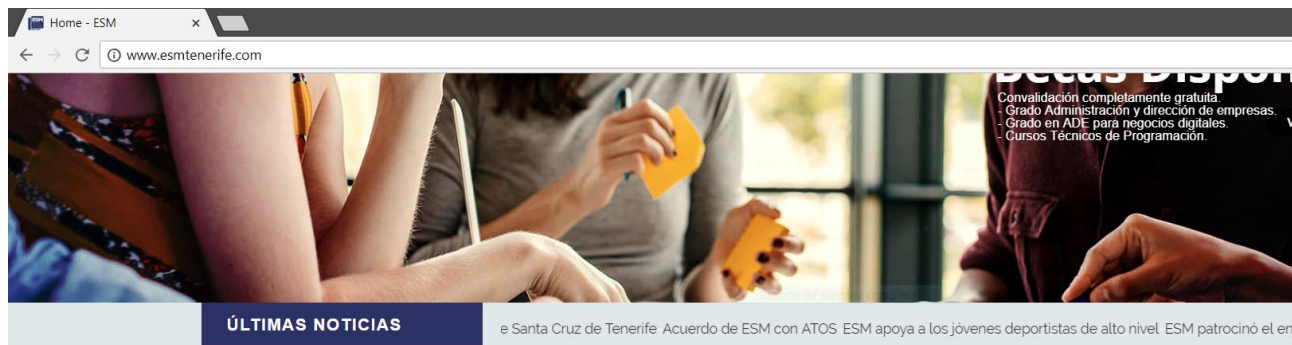 Home - ESM
www.esmtenerife.com
Becas Dispon
Convalidación completamente gratuita.
- Grado Administración y dirección de empresas.
- Grado en ADE para negocios digitales.
- Cursos Técnicos de Programación.
ÚLTIMAS NOTICIAS
e Santa Cruz de Tenerife Acuerdo de ESM con ATOS ESM apoya a los jóvenes deportistas de alto nivel ESM patrocinó el en